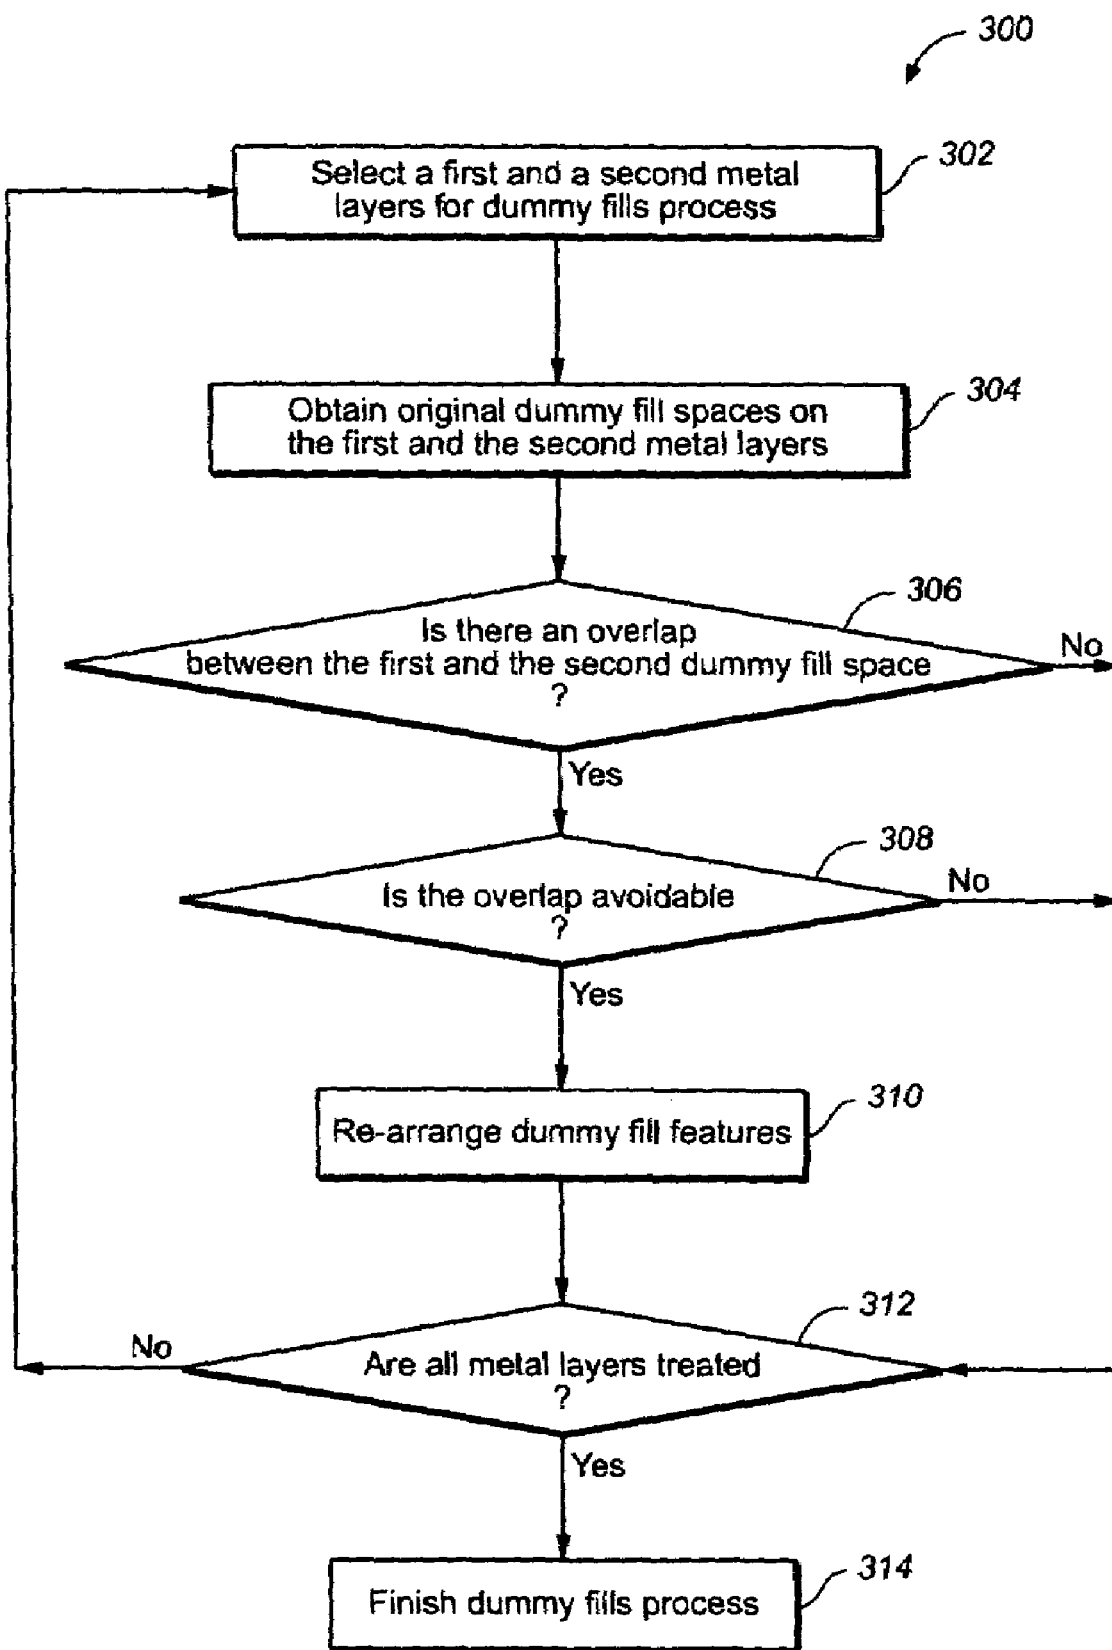 300
Select a first and a second metal
layers for dummy fills process
302
Obtain original dummy fill spaces on
the first and the second metal layers
304
Is there an overlap
between the first and the second dummy fill space
?
306
No
Yes
Is the overlap avoidable
?
308
No
Yes
Re-arrange dummy fill features
310
Are all metal layers treated
?
312
No
Yes
Finish dummy fills process
314